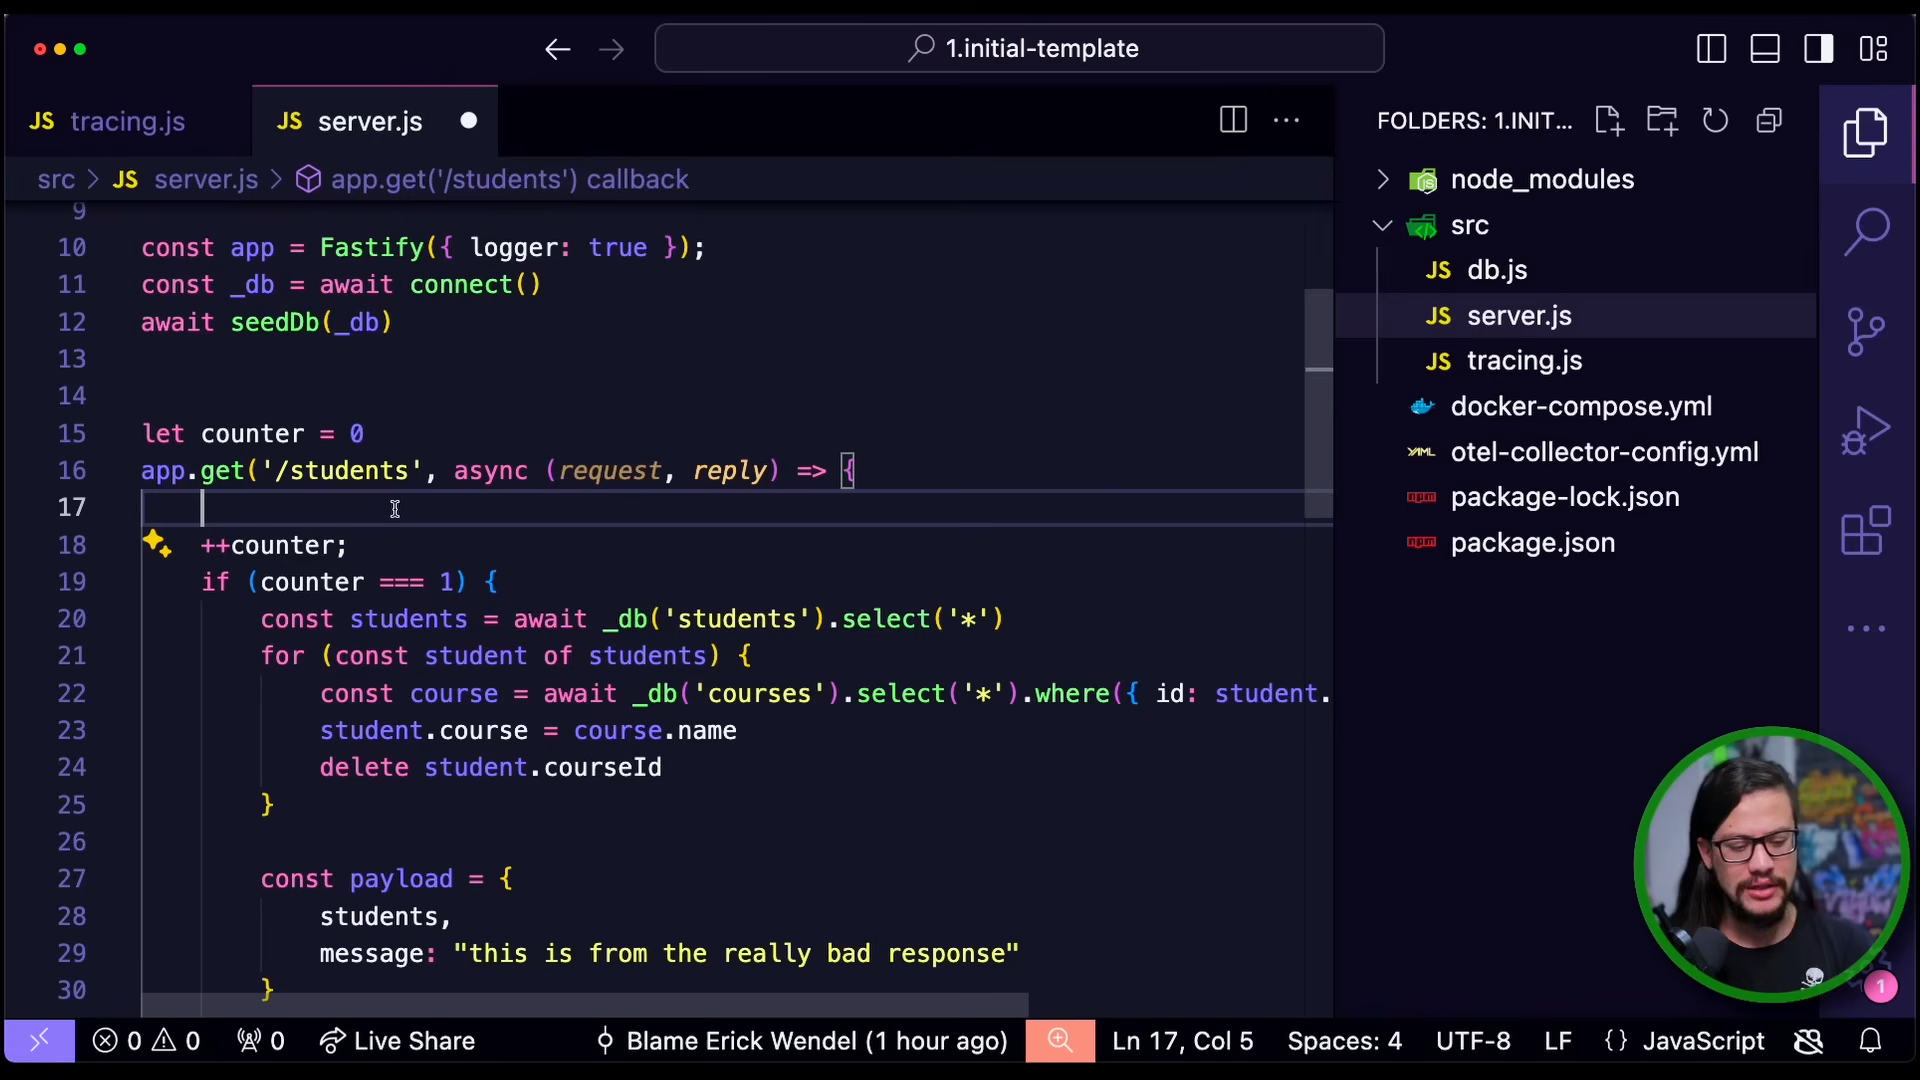 1.initial-template
JS tracing.js
JS server.js
src > JS server.js > app.get('/students') callback
9
10 const app = Fastify({ logger: true });
11 const _db = await connect()
12 await seedDb(_db)
13
14
15 let counter = 0
16 app.get('/students', async (request, reply) => {
17
18 ++counter;
19 if (counter === 1) {
20 const students = await _db('students').select('*')
21 for (const student of students) {
22 const course = await _db('courses').select('*').where({ id: student.
23 student.course = course.name
24 delete student.courseId
25 }
26
27 const payload = {
28 students,
29 message: "this is from the really bad response"
30 }
FOLDERS: 1.INIT...
node_modules
src
JS db.js
JS server.js
JS tracing.js
docker-compose.yml
YAML otel-collector-config.yml
package-lock.json
package.json
1
0 0 0 Live Share Blame Erick Wendel (1 hour ago) Ln 17, Col 5 Spaces: 4 UTF-8 LF {} JavaScript